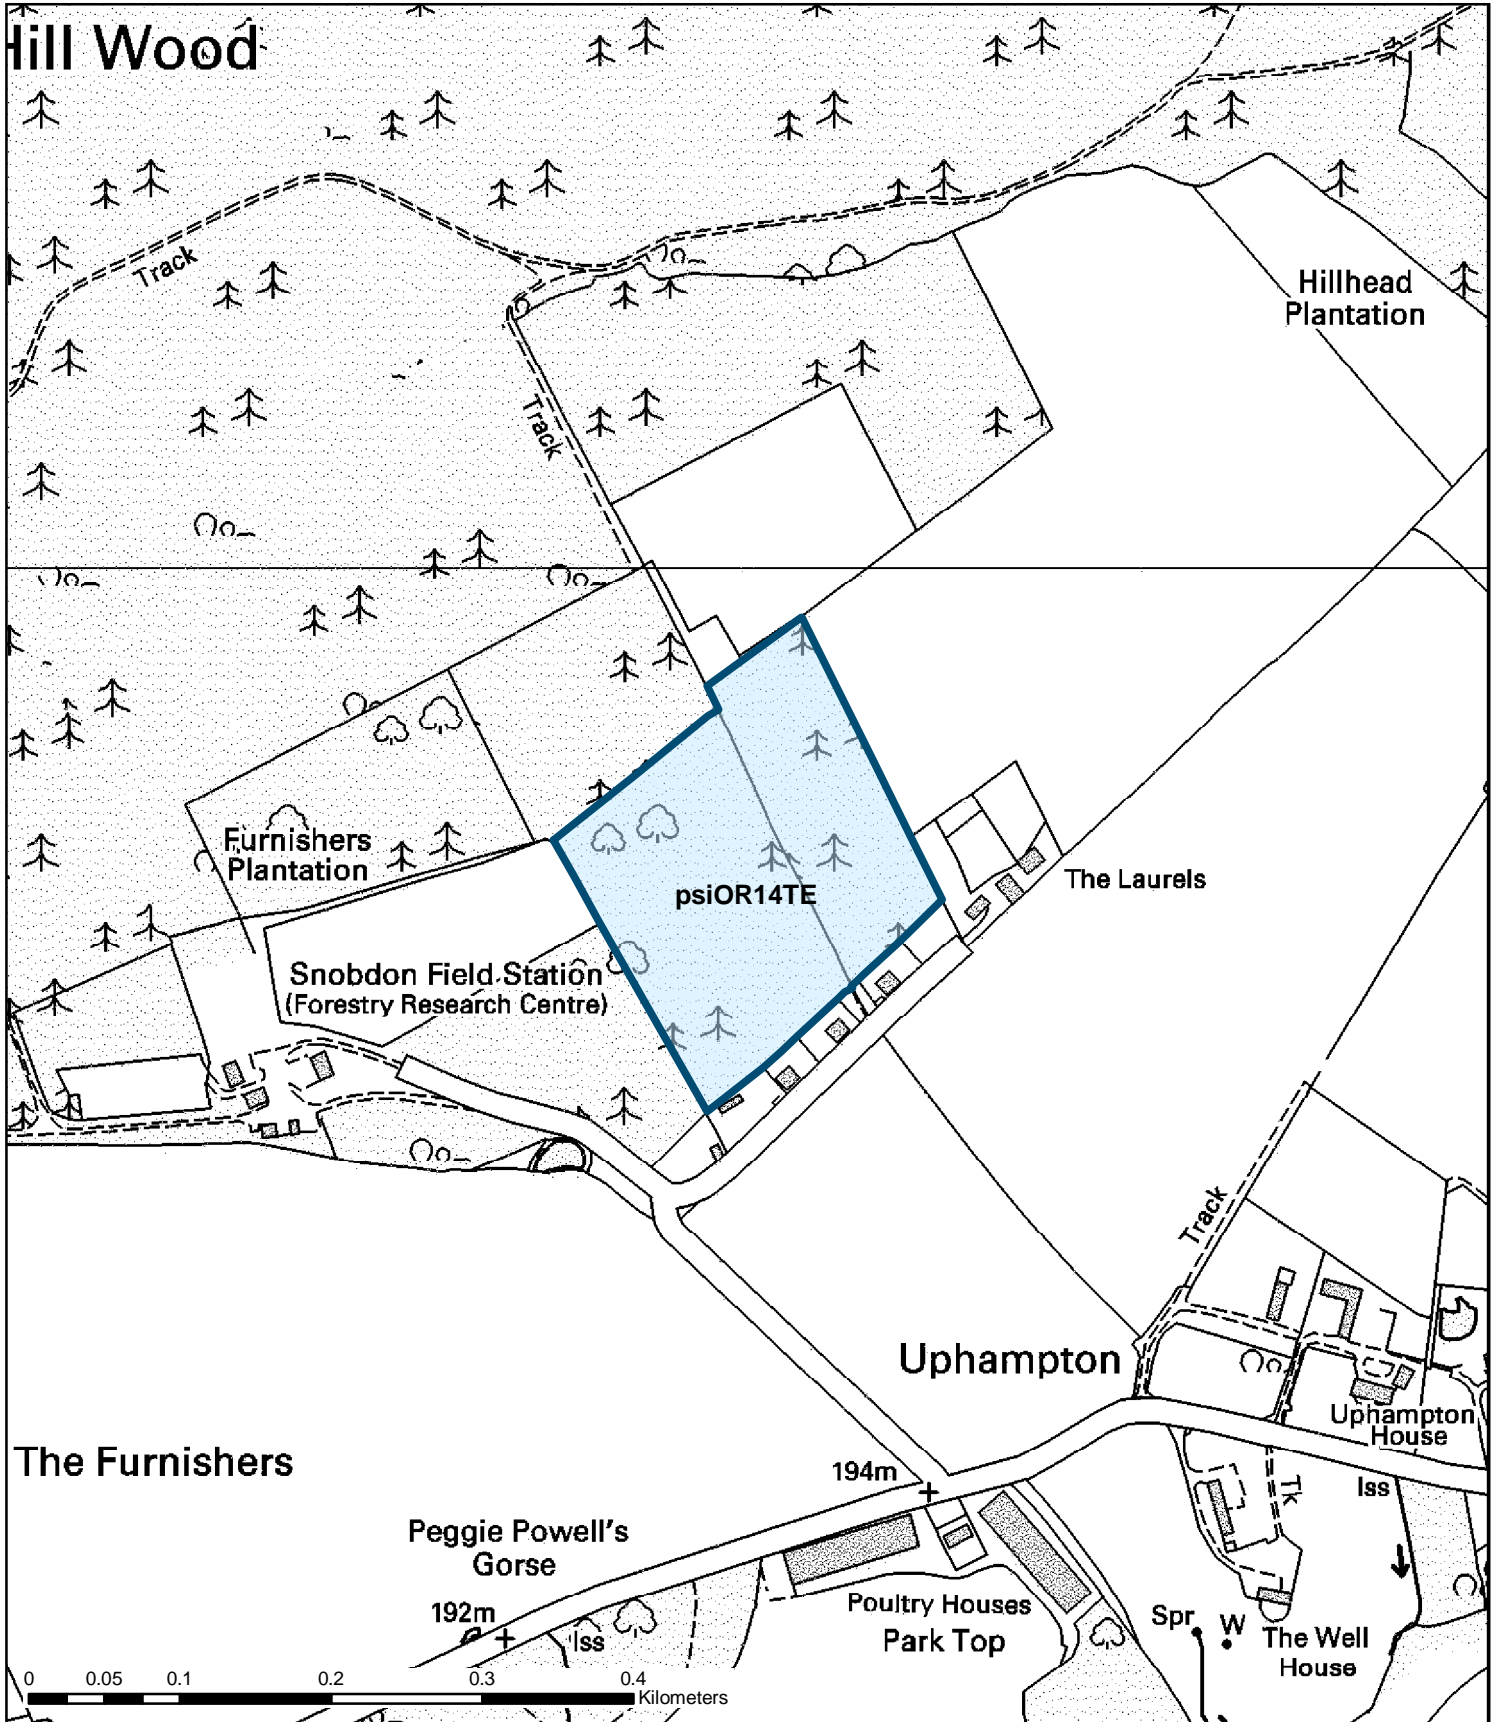 Hill Wood
Track
Hillhead
Plantation
Track
Furnishers
Plantation
psiOR14TE
The Laurels
Snobdon Field Station
(Forestry Research Centre)
Track
Uphampton
Uphampton
House
The Furnishers
194m
Tk
Iss
Peggie Powell's
Gorse
Poultry Houses
Park Top
192m
Iss
Spr
W
The Well
House
0 0.05 0.1 0.2 0.3 0.4
Kilometers